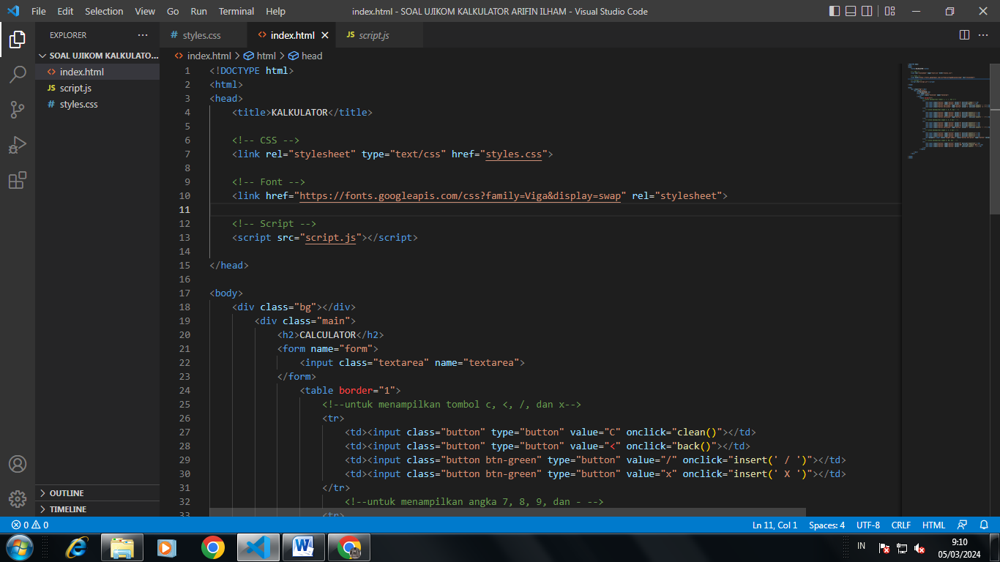 File Edit Selection View Go Run Terminal Help
index.html - SOAL UJIKOM KALKULATOR ARIFIN ILHAM - Visual Studio Code
EXPLORER ···
SOAL UJIKOM KALKULATO...
index.html
script.js
styles.css
OUTLINE
TIMELINE
# styles.css <> index.html JS script.js
<> index.html > html > head
1 <!DOCTYPE html>
2 <html>
3 <head>
4 <title>KALKULATOR</title>
5
6 <!-- CSS -->
7 <link rel="stylesheet" type="text/css" href="styles.css">
8
9 <!-- Font -->
10 <link href="https://fonts.googleapis.com/css?family=Viga&display=swap" rel="stylesheet">
11
12 <!-- Script -->
13 <script src="script.js"></script>
14
15 </head>
16
17 <body>
18 <div class="bg"></div>
19 <div class="main">
20 <h2>CALCULATOR</h2>
21 <form name="form">
22 <input class="textarea" name="textarea">
23 </form>
24 <table border="1">
25 <!--untuk menampilkan tombol c, <, /, dan x-->
26 <tr>
27 <td><input class="button" type="button" value="C" onclick="clean()"></td>
28 <td><input class="button" type="button" value="<" onclick="back()"></td>
29 <td><input class="button btn-green" type="button" value="/" onclick="insert(' / ')"></td>
30 <td><input class="button btn-green" type="button" value="x" onclick="insert(' X ')"></td>
31 </tr>
32 <!--untuk menampilkan angka 7, 8, 9, dan - -->
33 <tr>
0 0
Ln 11, Col 1 Spaces: 4 UTF-8 CRLF HTML
IN
9:10
05/03/2024